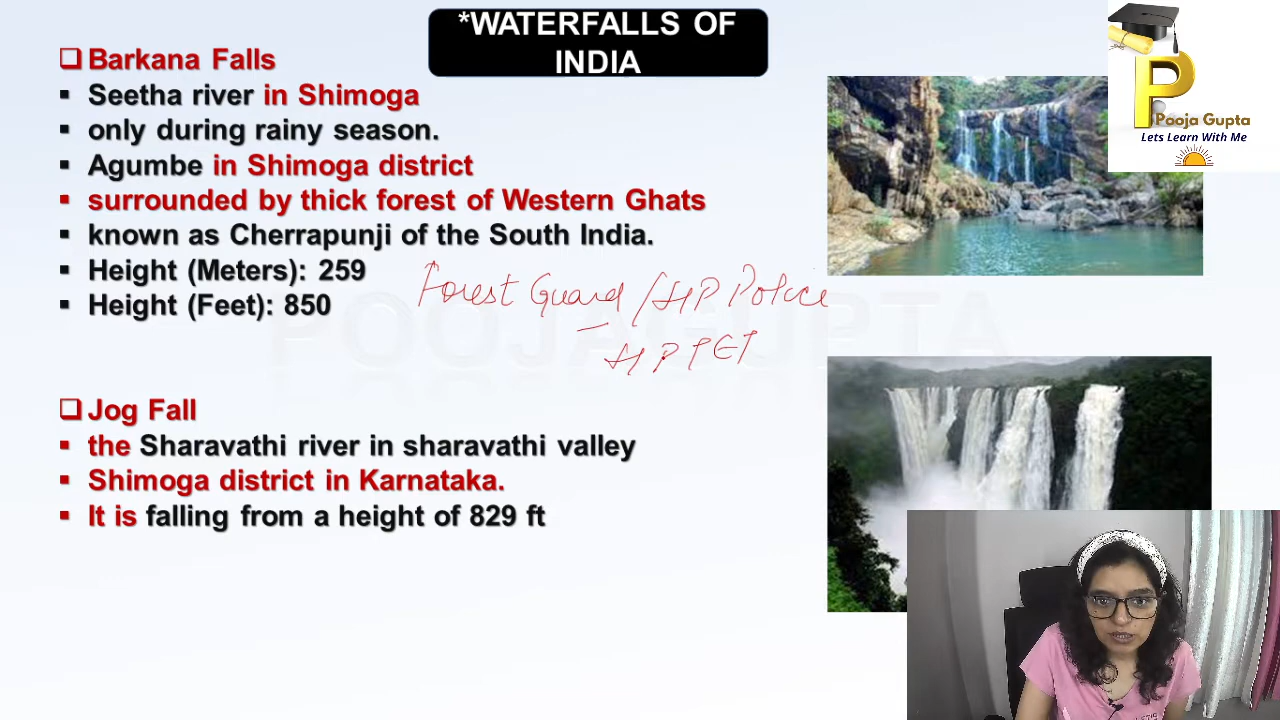 *WATERFALLS OF
INDIA
❑ Barkana Falls
▪ Seetha river in Shimoga
▪ only during rainy season.
▪ Agumbe in Shimoga district
▪ surrounded by thick forest of Western Ghats
▪ known as Cherrapunji of the South India.
▪ Height (Meters): 259
▪ Height (Feet): 850
Forest Guard / HP Police
HP TET
POOJAGUPTA
❑ Jog Fall
▪ the Sharavathi river in sharavathi valley
▪ Shimoga district in Karnataka.
▪ It is falling from a height of 829 ft
P
Pooja Gupta
Lets Learn With Me